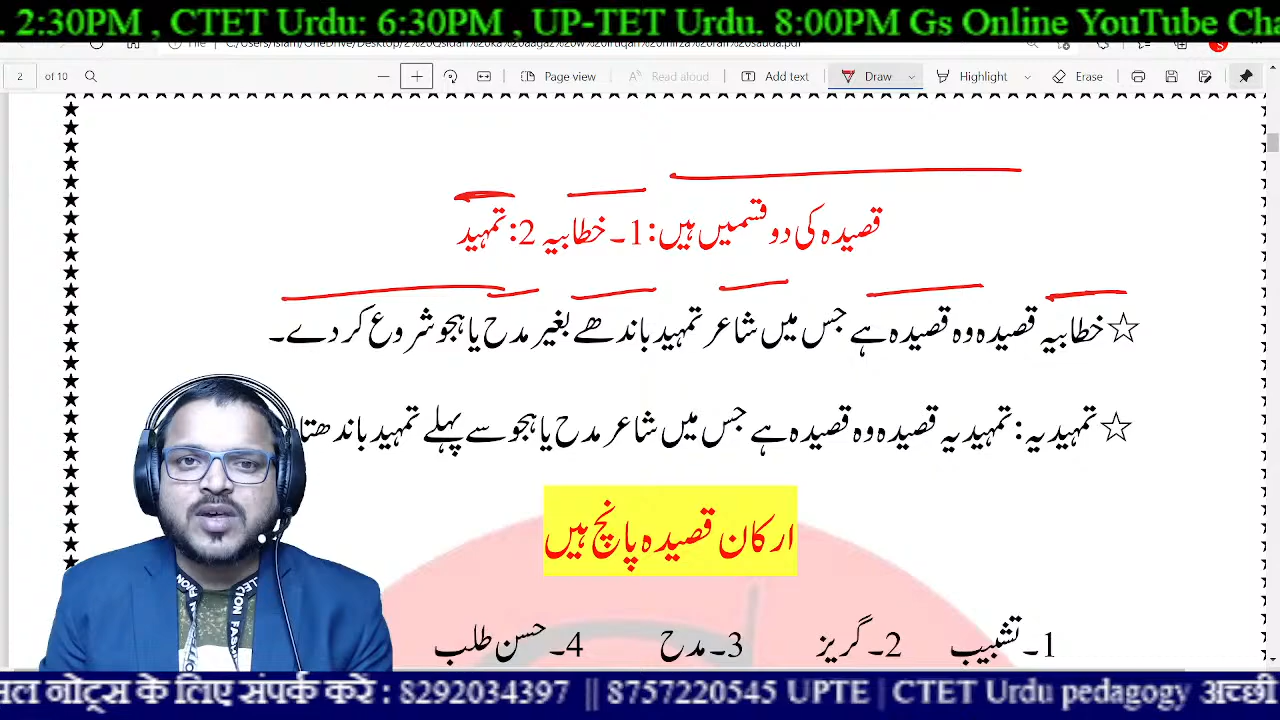 . 2:30PM , CTET Urdu: 6:30PM , UP-TET Urdu. 8:00PM Gs Online YouTube Cha
2 of 10 Page view Read aloud Add text Draw Highlight Erase
قصیدہ کی دو قسمیں ہیں: 1۔ خطابیہ 2: تمہید
☆ خطابیہ قصیدہ وہ قصیدہ ہے جس میں شاعر تمہید باندھے بغیر مدح یا ہجو شروع کر دے۔
☆ تمہیدیہ: تمہیدیہ قصیدہ وہ قصیدہ ہے جس میں شاعر مدح یا ہجو سے پہلے تمہید باندھتا
ارکان قصیدہ پانچ ہیں
1۔ تشبیب 2۔ گریز 3۔ مدح 4۔ حسن طلب
COLLECTION FASH
सल नोट्स के लिए संपर्क करें : 8292034397 || 8757220545 UPTE | CTET Urdu pedagogy अच्छी